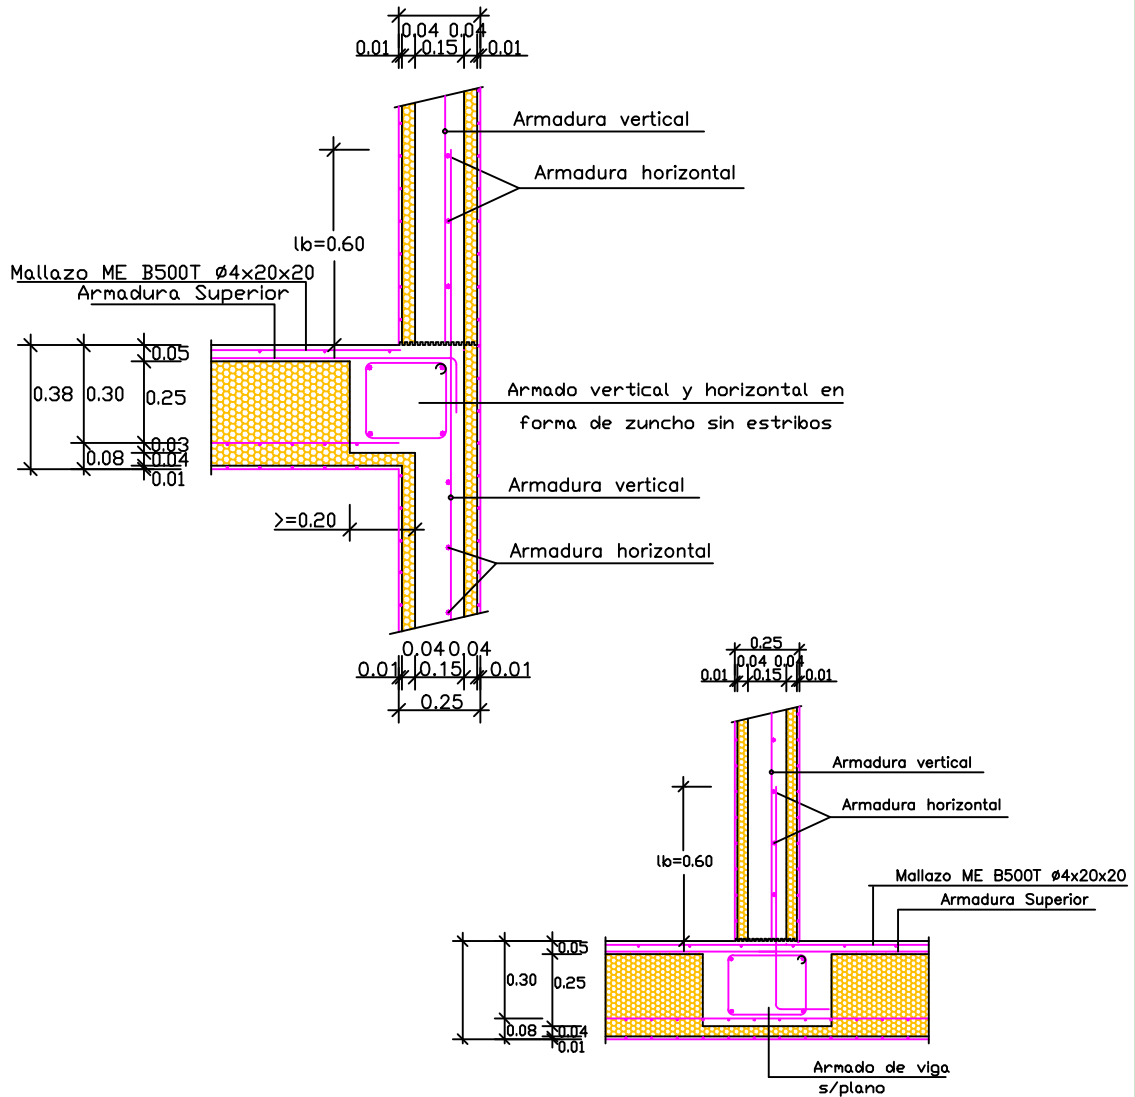 0.04 0.04
0.01 0.15 0.01
Armadura vertical
Armadura horizontal
lb=0.60
Mallazo ME B500T Ø4x20x20
Armadura Superior
0.05
0.38 0.30 0.25
0.03
0.08 0.04
0.01
Armado vertical y horizontal en
forma de zuncho sin estribos
Armadura vertical
>=0.20
Armadura horizontal
0.04 0.04
0.01 0.15 0.01
0.25
0.25
0.04 0.04
0.01 0.15 0.01
Armadura vertical
Armadura horizontal
lb=0.60
Mallazo ME B500T Ø4x20x20
Armadura Superior
0.05
0.30 0.25
0.08 0.04
0.01
Armado de viga
s/plano